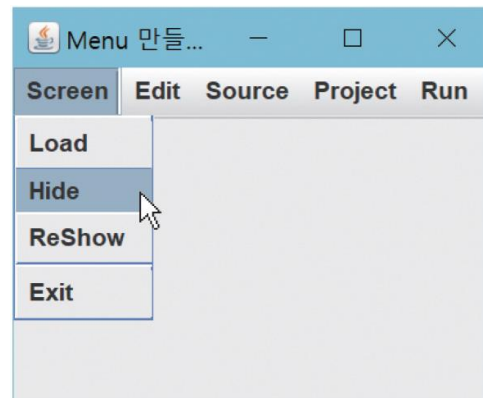 Menu 만들...
Screen Edit Source Project Run
Load
Hide
ReShow
Exit